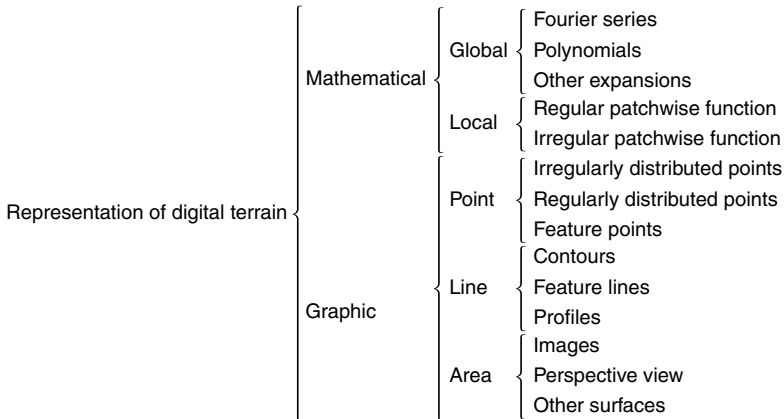 Fourier series
Global Polynomials
Mathematical Other expansions
Local Regular patchwise function
Irregular patchwise function
Irregularly distributed points
Point Regularly distributed points
Representation of digital terrain
Feature points
Contours
Line Feature lines
Graphic
Profiles
Images
Area Perspective view
Other surfaces